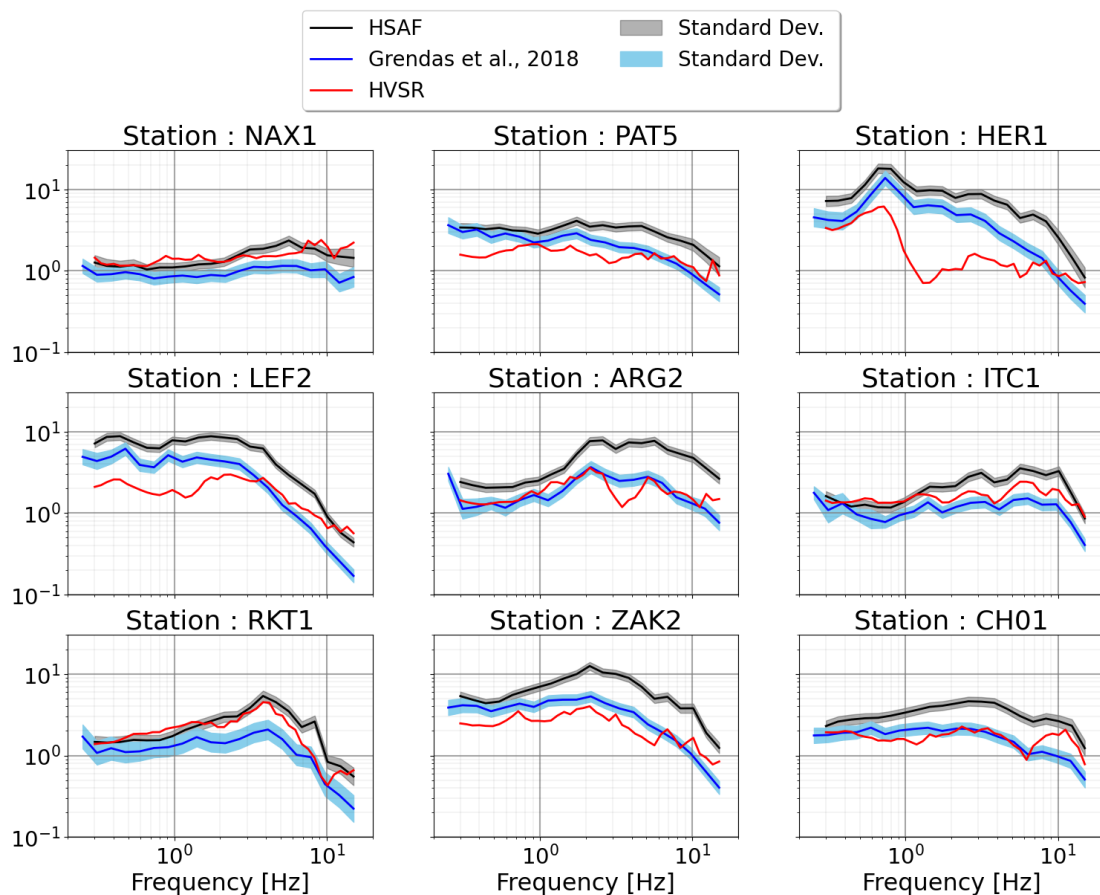 HSAF
Grendas et al., 2018
HVSR
Standard Dev.
Standard Dev.
Station : NAX1
Station : PAT5
Station : HER1
10^1
10^0
10^-1
Station : LEF2
Station : ARG2
Station : ITC1
10^1
10^0
10^-1
Station : RKT1
Station : ZAK2
Station : CH01
10^1
10^0
10^-1
10^0 10^1 10^0 10^1 10^0 10^1
Frequency [Hz] Frequency [Hz] Frequency [Hz]